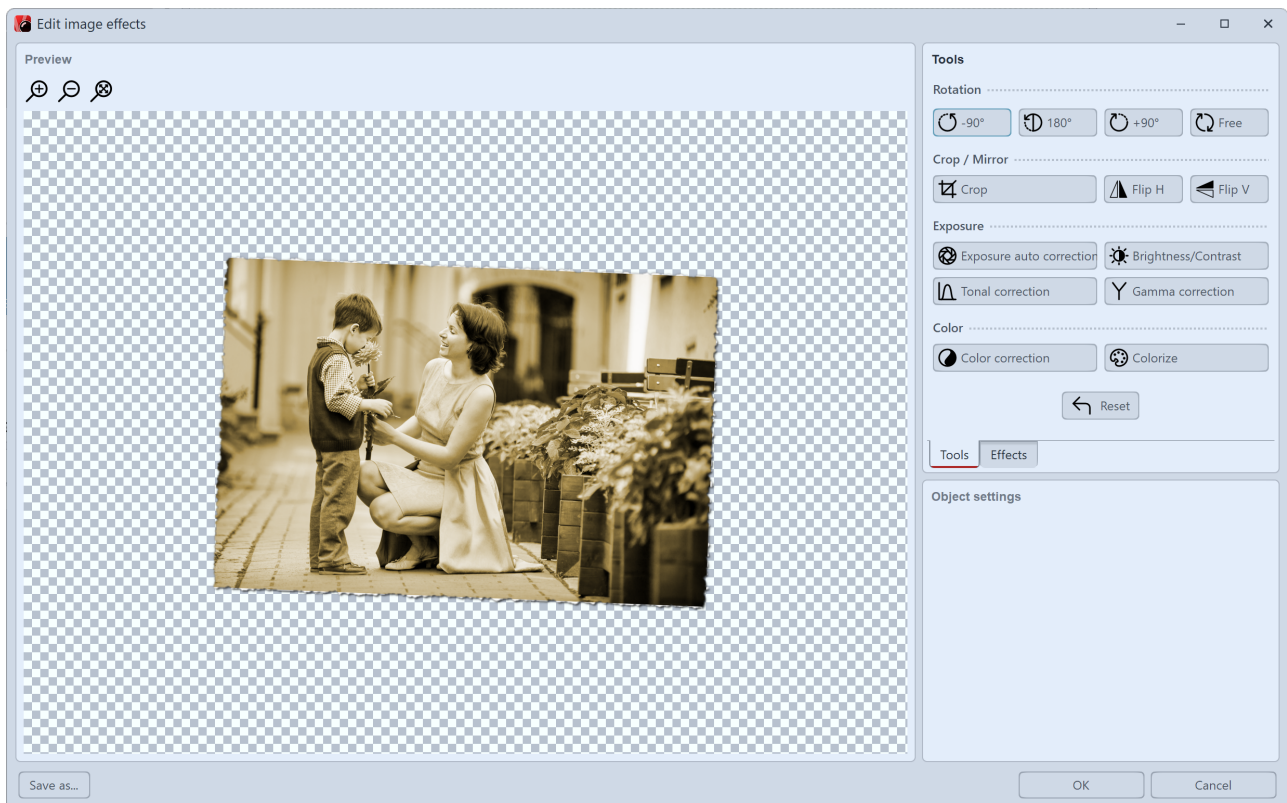 Edit image effects
Preview
Tools
Rotation
-90° 180° +90° Free
Crop / Mirror
Crop Flip H Flip V
Exposure
Exposure auto correction Brightness/Contrast
Tonal correction Gamma correction
Color
Color correction Colorize
Reset
Tools Effects
Object settings
Save as... OK Cancel